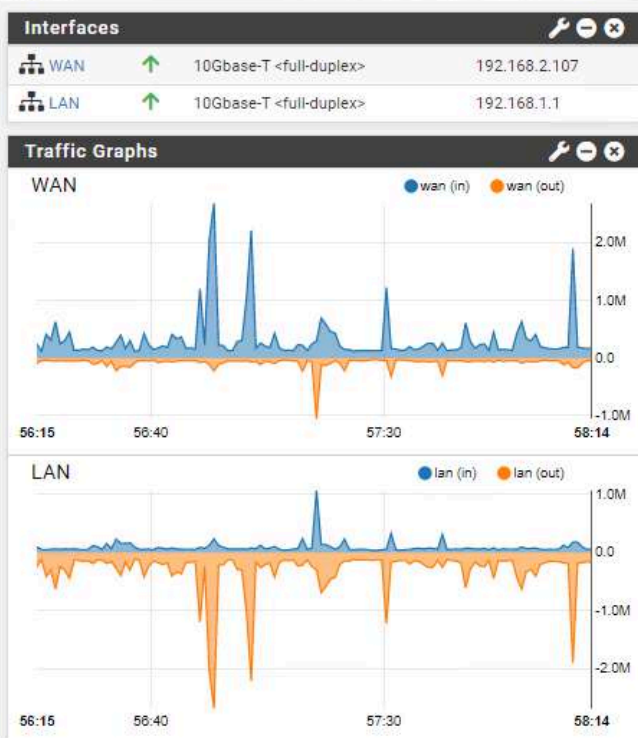 Interfaces
WAN 10Gbase-T <full-duplex> 192.168.2.107
LAN 10Gbase-T <full-duplex> 192.168.1.1
Traffic Graphs
WAN wan (in) wan (out)
2.0M
1.0M
0.0
-1.0M
56:15 56:40 57:30 58:14
LAN lan (in) lan (out)
1.0M
0.0
-1.0M
-2.0M
56:15 56:40 57:30 58:14